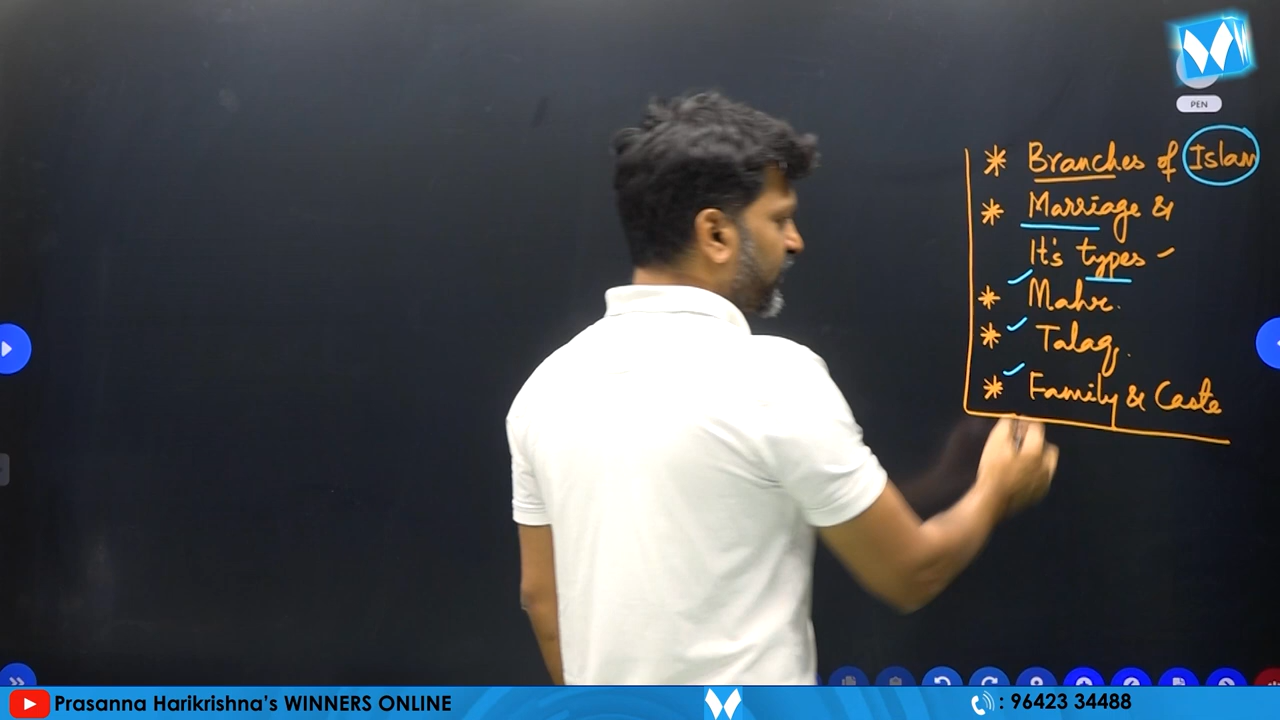 PEN
* Branches of Islam
* Marriage &
It's types -
* Mahr.
* Talaq.
* Family & Caste
Prasanna Harikrishna's WINNERS ONLINE
: 96423 34488